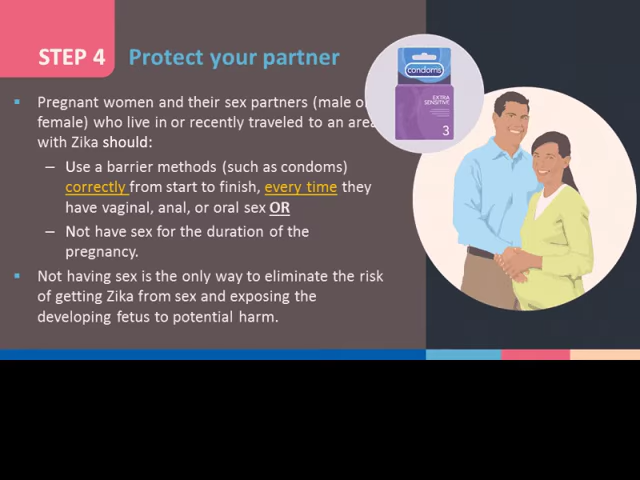 STEP 4 Protect your partner
Pregnant women and their sex partners (male o
female) who live in or recently traveled to an area
with Zika should:
– Use a barrier methods (such as condoms)
correctly from start to finish, every time they
have vaginal, anal, or oral sex OR
– Not have sex for the duration of the
pregnancy.
Not having sex is the only way to eliminate the risk
of getting Zika from sex and exposing the
developing fetus to potential harm.
condoms
EXTRA
SENSITIVE
3